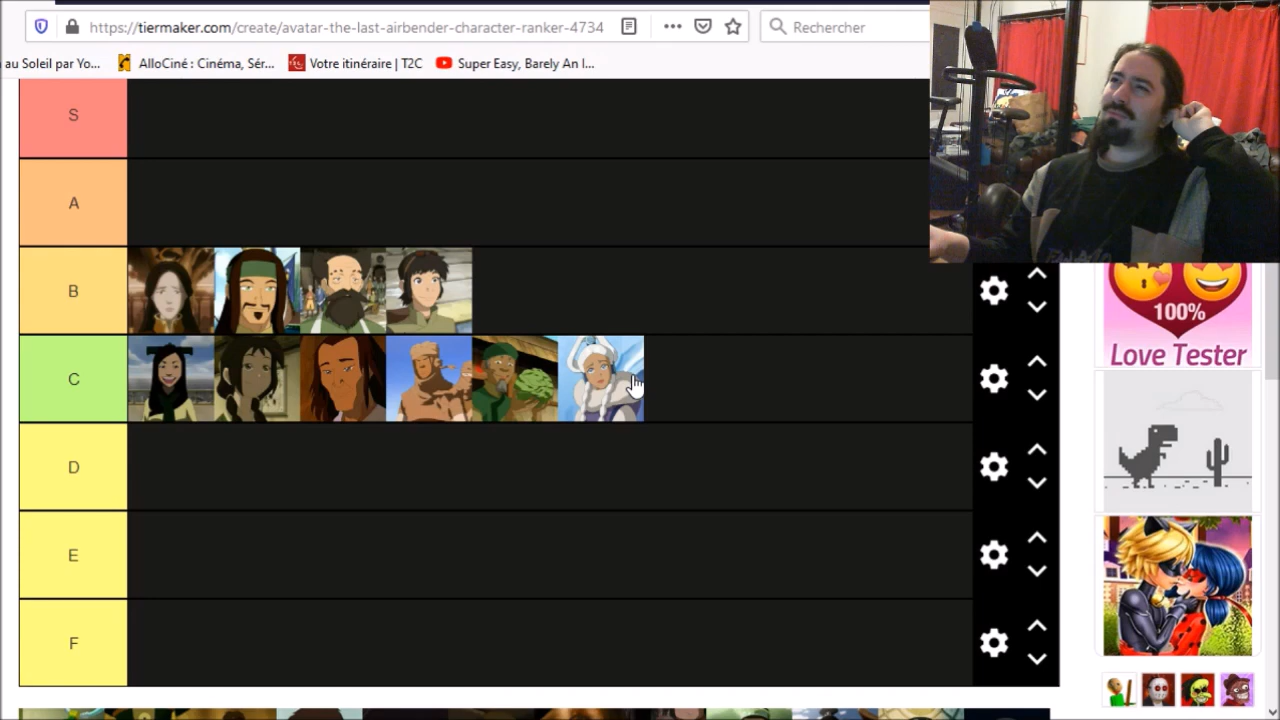 https://tiermaker.com/create/avatar-the-last-airbender-character-ranker-4734
Rechercher
au Soleil par Yo...
AlloCiné : Cinéma, Sér...
Votre itinéraire | T2C
Super Easy, Barely An I...
S
A
B
C
D
E
F
100%
Love Tester